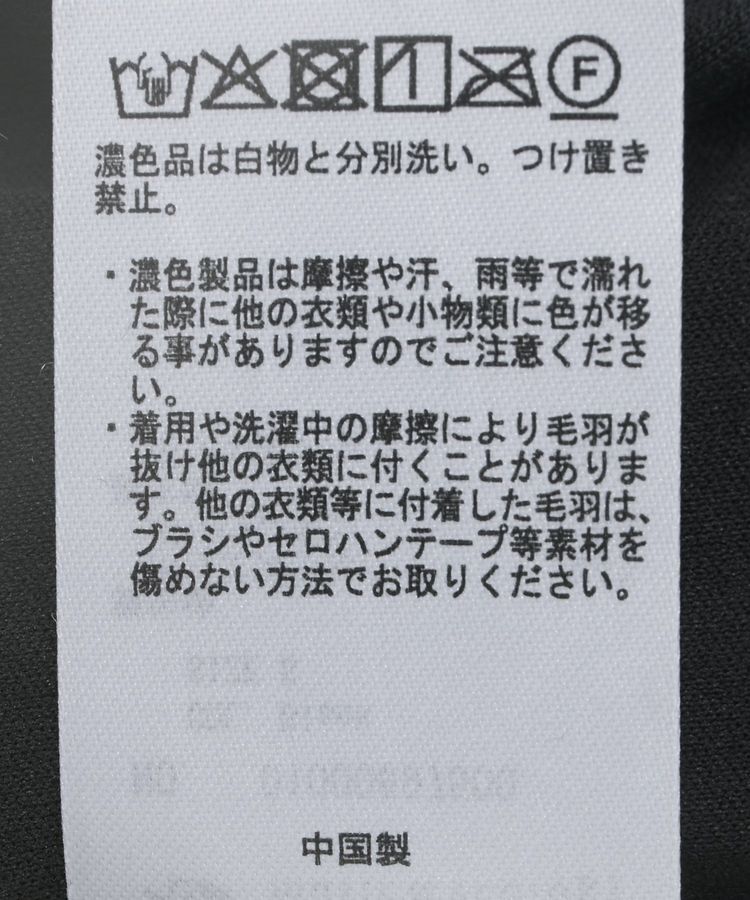 F
濃色品は白物と分別洗い。つけ置き
禁止。
・濃色製品は摩擦や汗、雨等で濡れ
た際に他の衣類や小物類に色が移
る事がありますのでご注意くださ
い。
・着用や洗濯中の摩擦により毛羽が
抜け他の衣類に付くことがありま
す。他の衣類等に付着した毛羽は、
ブラシやセロハンテープ等素材を
傷めない方法でお取りください。
中国製